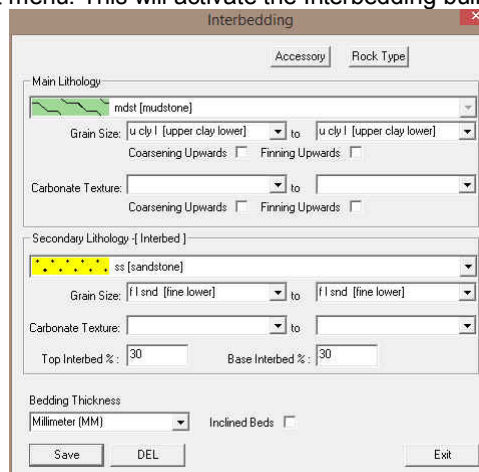 menu. This will activate the Interbedding buil
Interbedding
Accessory Rock Type
Main Lithology
mdst [mudstone]
Grain Size: u cly l [upper clay lower] to u cly l [upper clay lower]
Coarsening Upwards Finning Upwards
Carbonate Texture: to
Coarsening Upwards Finning Upwards
Secondary Lithology -[ Interbed ]
ss [sandstone]
Grain Size: f l snd [fine lower] to f l snd [fine lower]
Carbonate Texture: to
Top Interbed % : 30 Base Interbed % : 30
Bedding Thickness
Millimeter (MM) Inclined Beds
Save DEL Exit